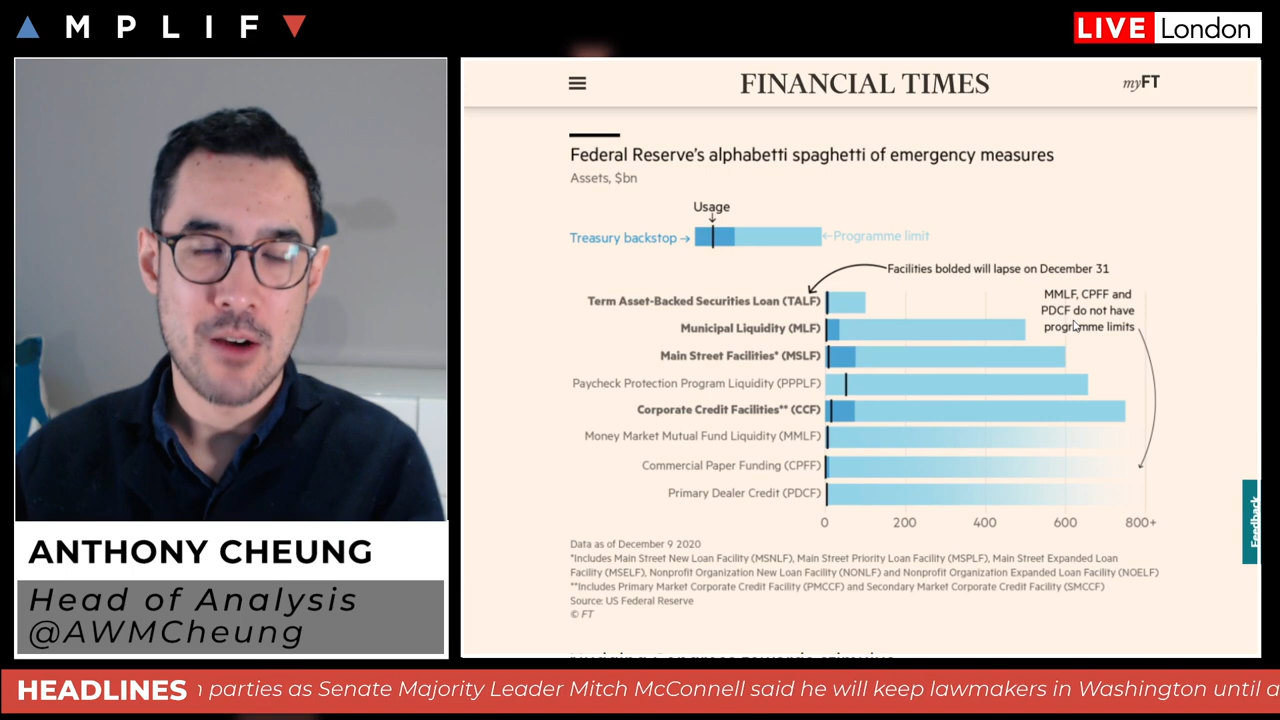 AMPLIFY
LIVE London
FINANCIAL TIMES
myFT
Federal Reserve's alphabetti spaghetti of emergency measures
Assets, $bn
Usage
Treasury backstop →
←Programme limit
Facilities bolded will lapse on December 31
MMLF, CPFF and
PDCF do not have
programme limits
Term Asset-Backed Securities Loan (TALF)
Municipal Liquidity (MLF)
Main Street Facilities* (MSLF)
Paycheck Protection Program Liquidity (PPPLF)
Corporate Credit Facilities** (CCF)
Money Market Mutual Fund Liquidity (MMLF)
Commercial Paper Funding (CPFF)
Primary Dealer Credit (PDCF)
0 200 400 600 800+
Data as of December 9 2020
*Includes Main Street New Loan Facility (MSNLF), Main Street Priority Loan Facility (MSPLF), Main Street Expanded Loan
Facility (MSELF), Nonprofit Organization New Loan Facility (NONLF) and Nonprofit Organization Expanded Loan Facility (NOELF)
**Includes Primary Market Corporate Credit Facility (PMCCF) and Secondary Market Corporate Credit Facility (SMCCF)
Source: US Federal Reserve
© FT
Feedback
ANTHONY CHEUNG
Head of Analysis
@AWMCheung
HEADLINES
parties as Senate Majority Leader Mitch McConnell said he will keep lawmakers in Washington until